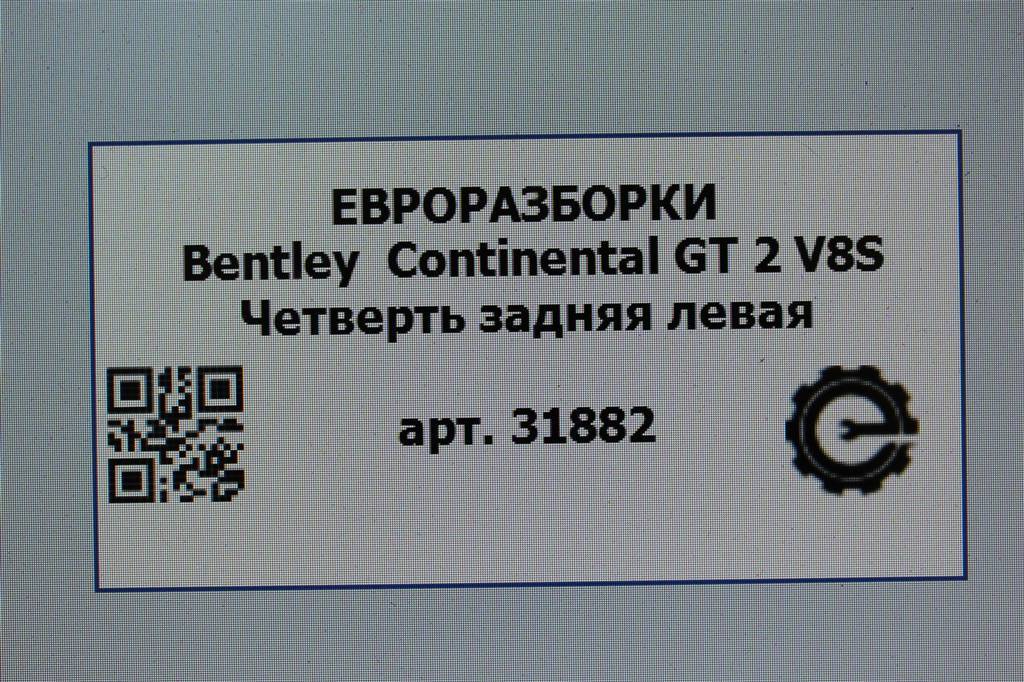 ЕВРОРАЗБОРКИ
Bentley Continental GT 2 V8S
Четверть задняя левая
арт. 31882